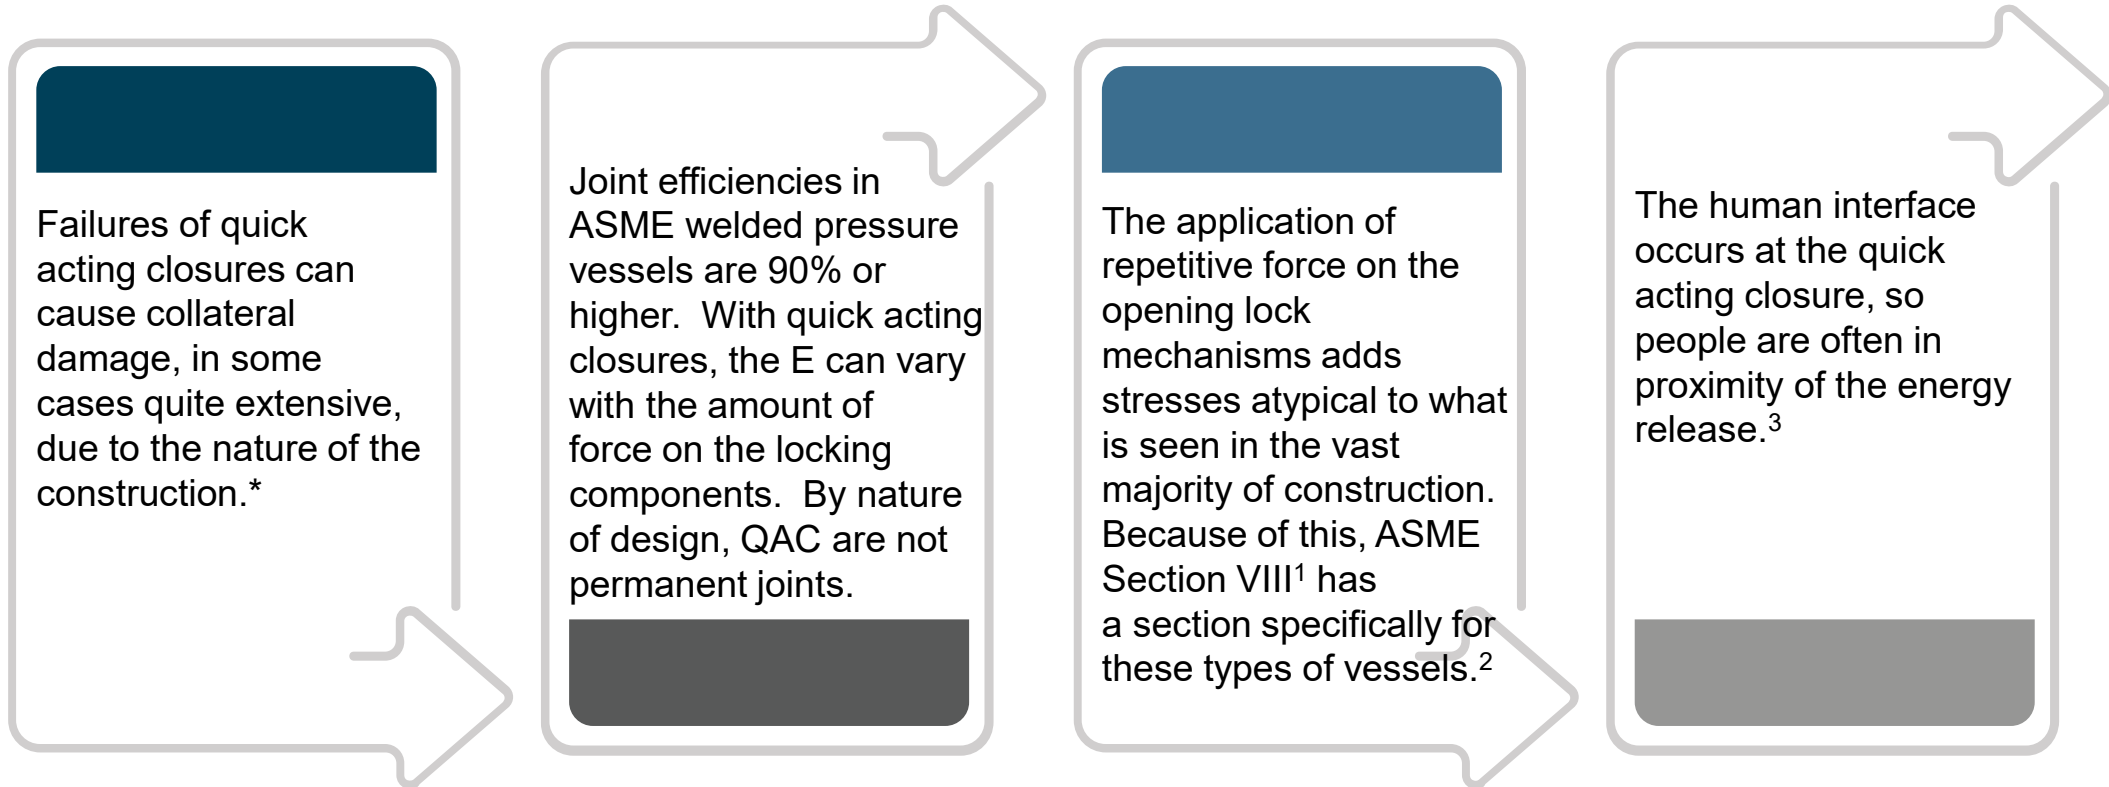 Failures of quick
acting closures can
cause collateral
damage, in some
cases quite extensive,
due to the nature of the
construction.*
Joint efficiencies in
ASME welded pressure
vessels are 90% or
higher.  With quick acting
closures, the E can vary
with the amount of
force on the locking
components.  By nature
of design, QAC are not
permanent joints.
The application of
repetitive force on the
opening lock
mechanisms adds
stresses atypical to what
is seen in the vast
majority of construction.
Because of this, ASME
Section VIII¹ has
a section specifically for
these types of vessels.²
The human interface
occurs at the quick
acting closure, so
people are often in
proximity of the energy
release.³